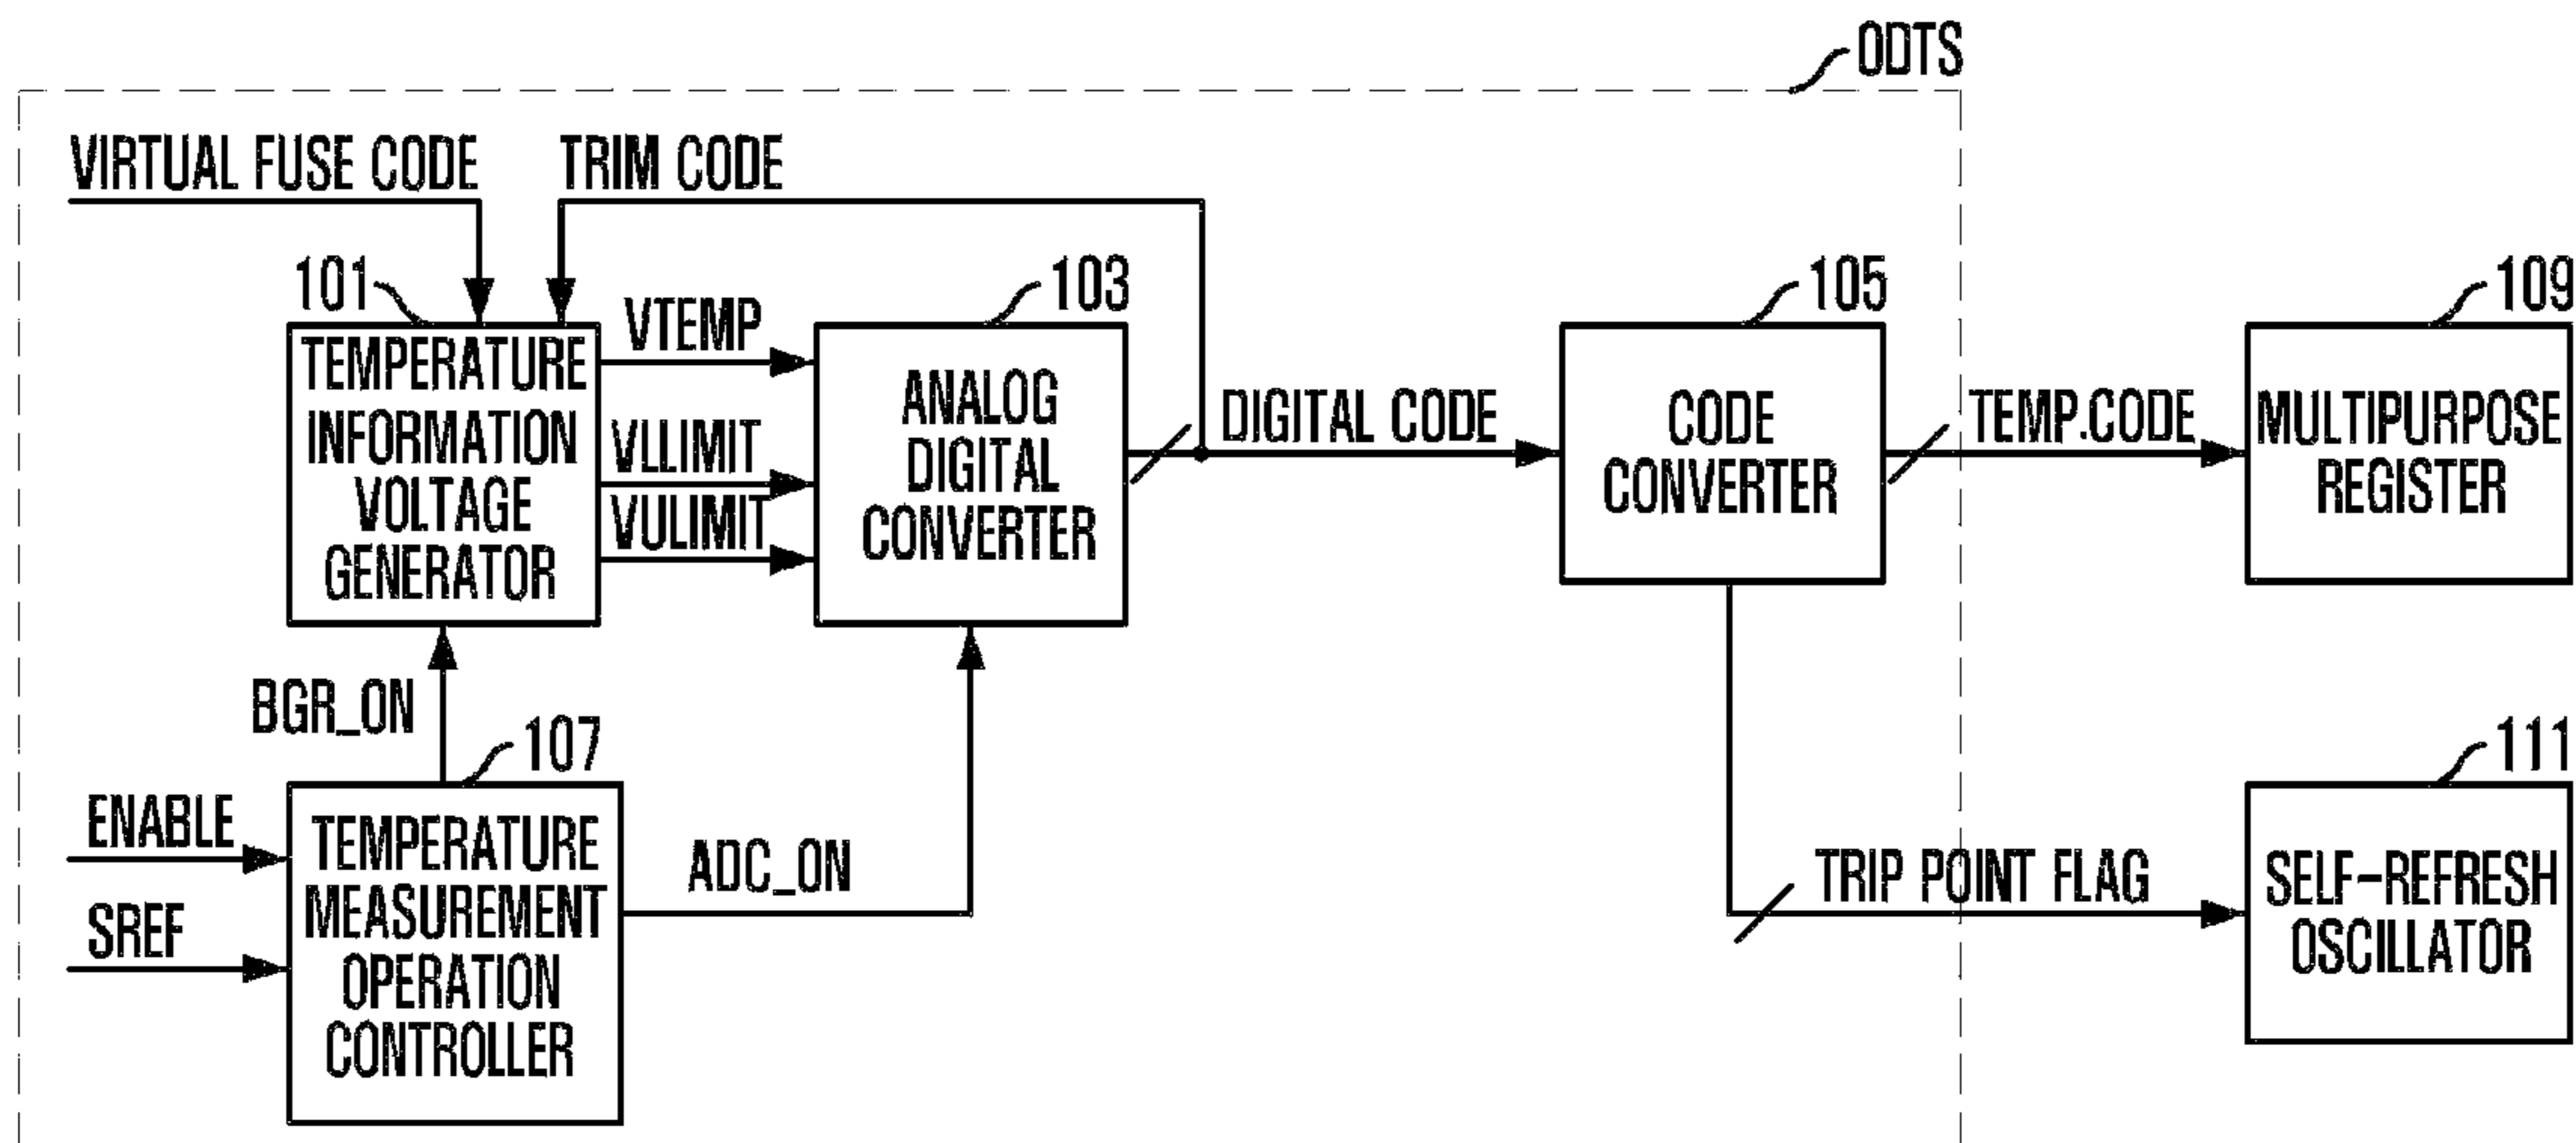 ODTS
VIRTUAL FUSE CODE
TRIM CODE
101
103
105
109
TEMPERATURE
INFORMATION
VOLTAGE
GENERATOR
VTEMP
VLLIMIT
VULIMIT
ANALOG
DIGITAL
CONVERTER
DIGITAL CODE
CODE
CONVERTER
TEMP.CODE
MULTIPURPOSE
REGISTER
BGR_ON
107
111
ENABLE
SREF
TEMPERATURE
MEASUREMENT
OPERATION
CONTROLLER
ADC_ON
TRIP POINT FLAG
SELF-REFRESH
OSCILLATOR